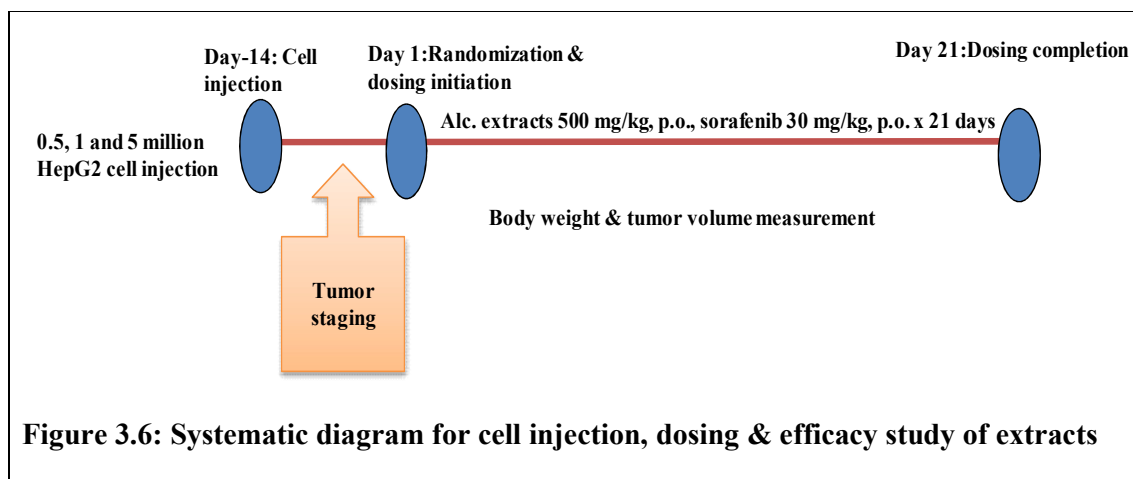 Day-14: Cell
injection
Day 1:Randomization &
dosing initiation
Day 21:Dosing completion
0.5, 1 and 5 million
HepG2 cell injection
Alc. extracts 500 mg/kg, p.o., sorafenib 30 mg/kg, p.o. x 21 days
Body weight & tumor volume measurement
Tumor
staging
Figure 3.6: Systematic diagram for cell injection, dosing & efficacy study of extracts